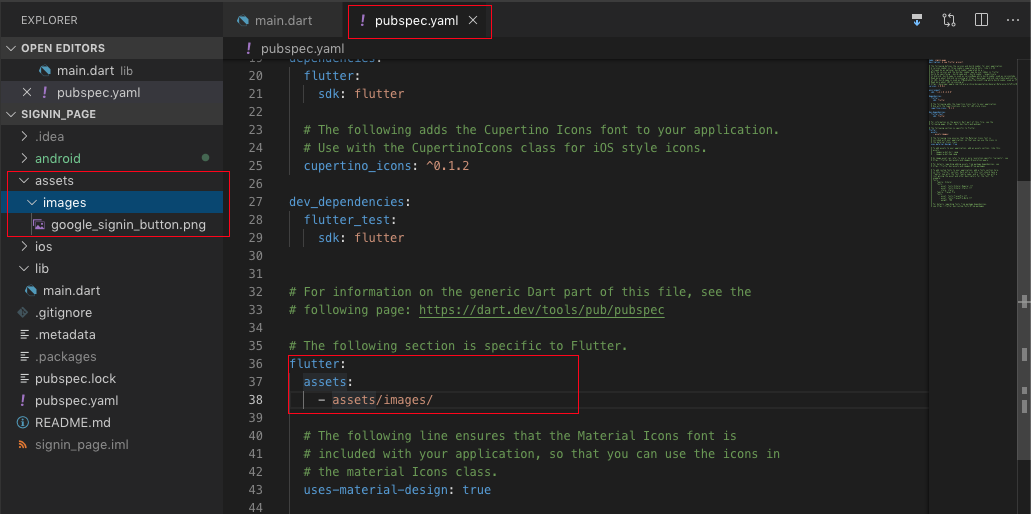 EXPLORER
OPEN EDITORS
main.dart lib
pubspec.yaml
SIGNIN_PAGE
.idea
android
assets
images
google_signin_button.png
ios
lib
main.dart
.gitignore
.metadata
.packages
pubspec.lock
pubspec.yaml
README.md
signin_page.iml
main.dart
pubspec.yaml
pubspec.yaml
19 dependencies:
20 flutter:
21 sdk: flutter
22
23 # The following adds the Cupertino Icons font to your application.
24 # Use with the CupertinoIcons class for iOS style icons.
25 cupertino_icons: ^0.1.2
26
27 dev_dependencies:
28 flutter_test:
29 sdk: flutter
30
31
32 # For information on the generic Dart part of this file, see the
33 # following page: https://dart.dev/tools/pub/pubspec
34
35 # The following section is specific to Flutter.
36 flutter:
37 assets:
38 - assets/images/
39
40 # The following line ensures that the Material Icons font is
41 # included with your application, so that you can use the icons in
42 # the material Icons class.
43 uses-material-design: true
44